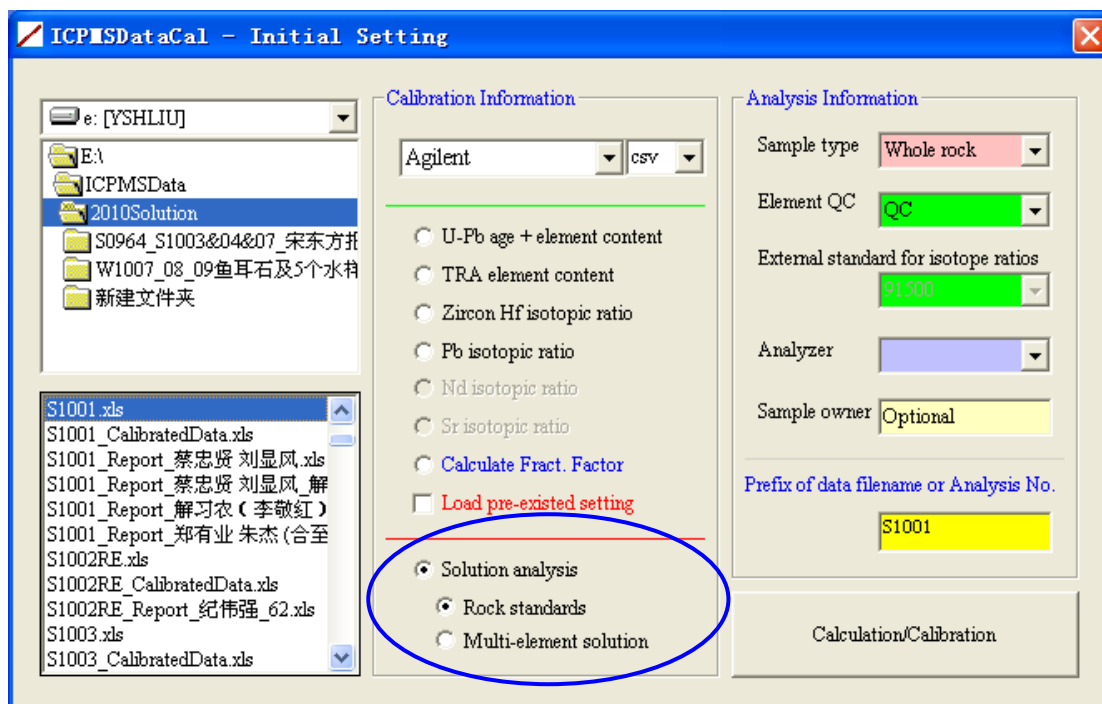 ICPMSDataCal - Initial Setting
e: [YSHLIU]
E:\
ICPMSData
2010Solution
S0964_S1003&04&07_宋东方报
W1007_08_09鱼耳石及5个水样
新建文件夹
S1001.xls
S1001_CalibratedData.xls
S1001_Report_蔡忠贤 刘显凤.xls
S1001_Report_蔡忠贤 刘显凤_解
S1001_Report_解习农 ( 李敬红 )
S1001_Report_郑有业 朱杰 (合至
S1002RE.xls
S1002RE_CalibratedData.xls
S1002RE_Report_纪伟强_62.xls
S1003.xls
S1003_CalibratedData.xls
Calibration Information
Agilent
csv
U-Pb age + element content
TRA element content
Zircon Hf isotopic ratio
Pb isotopic ratio
Nd isotopic ratio
Sr isotopic ratio
Calculate Fract. Factor
Load pre-existed setting
Solution analysis
Rock standards
Multi-element solution
Analysis Information
Sample type
Whole rock
Element QC
QC
External standard for isotope ratios
91500
Analyzer
Sample owner
Optional
Prefix of data filename or Analysis No.
S1001
Calculation/Calibration